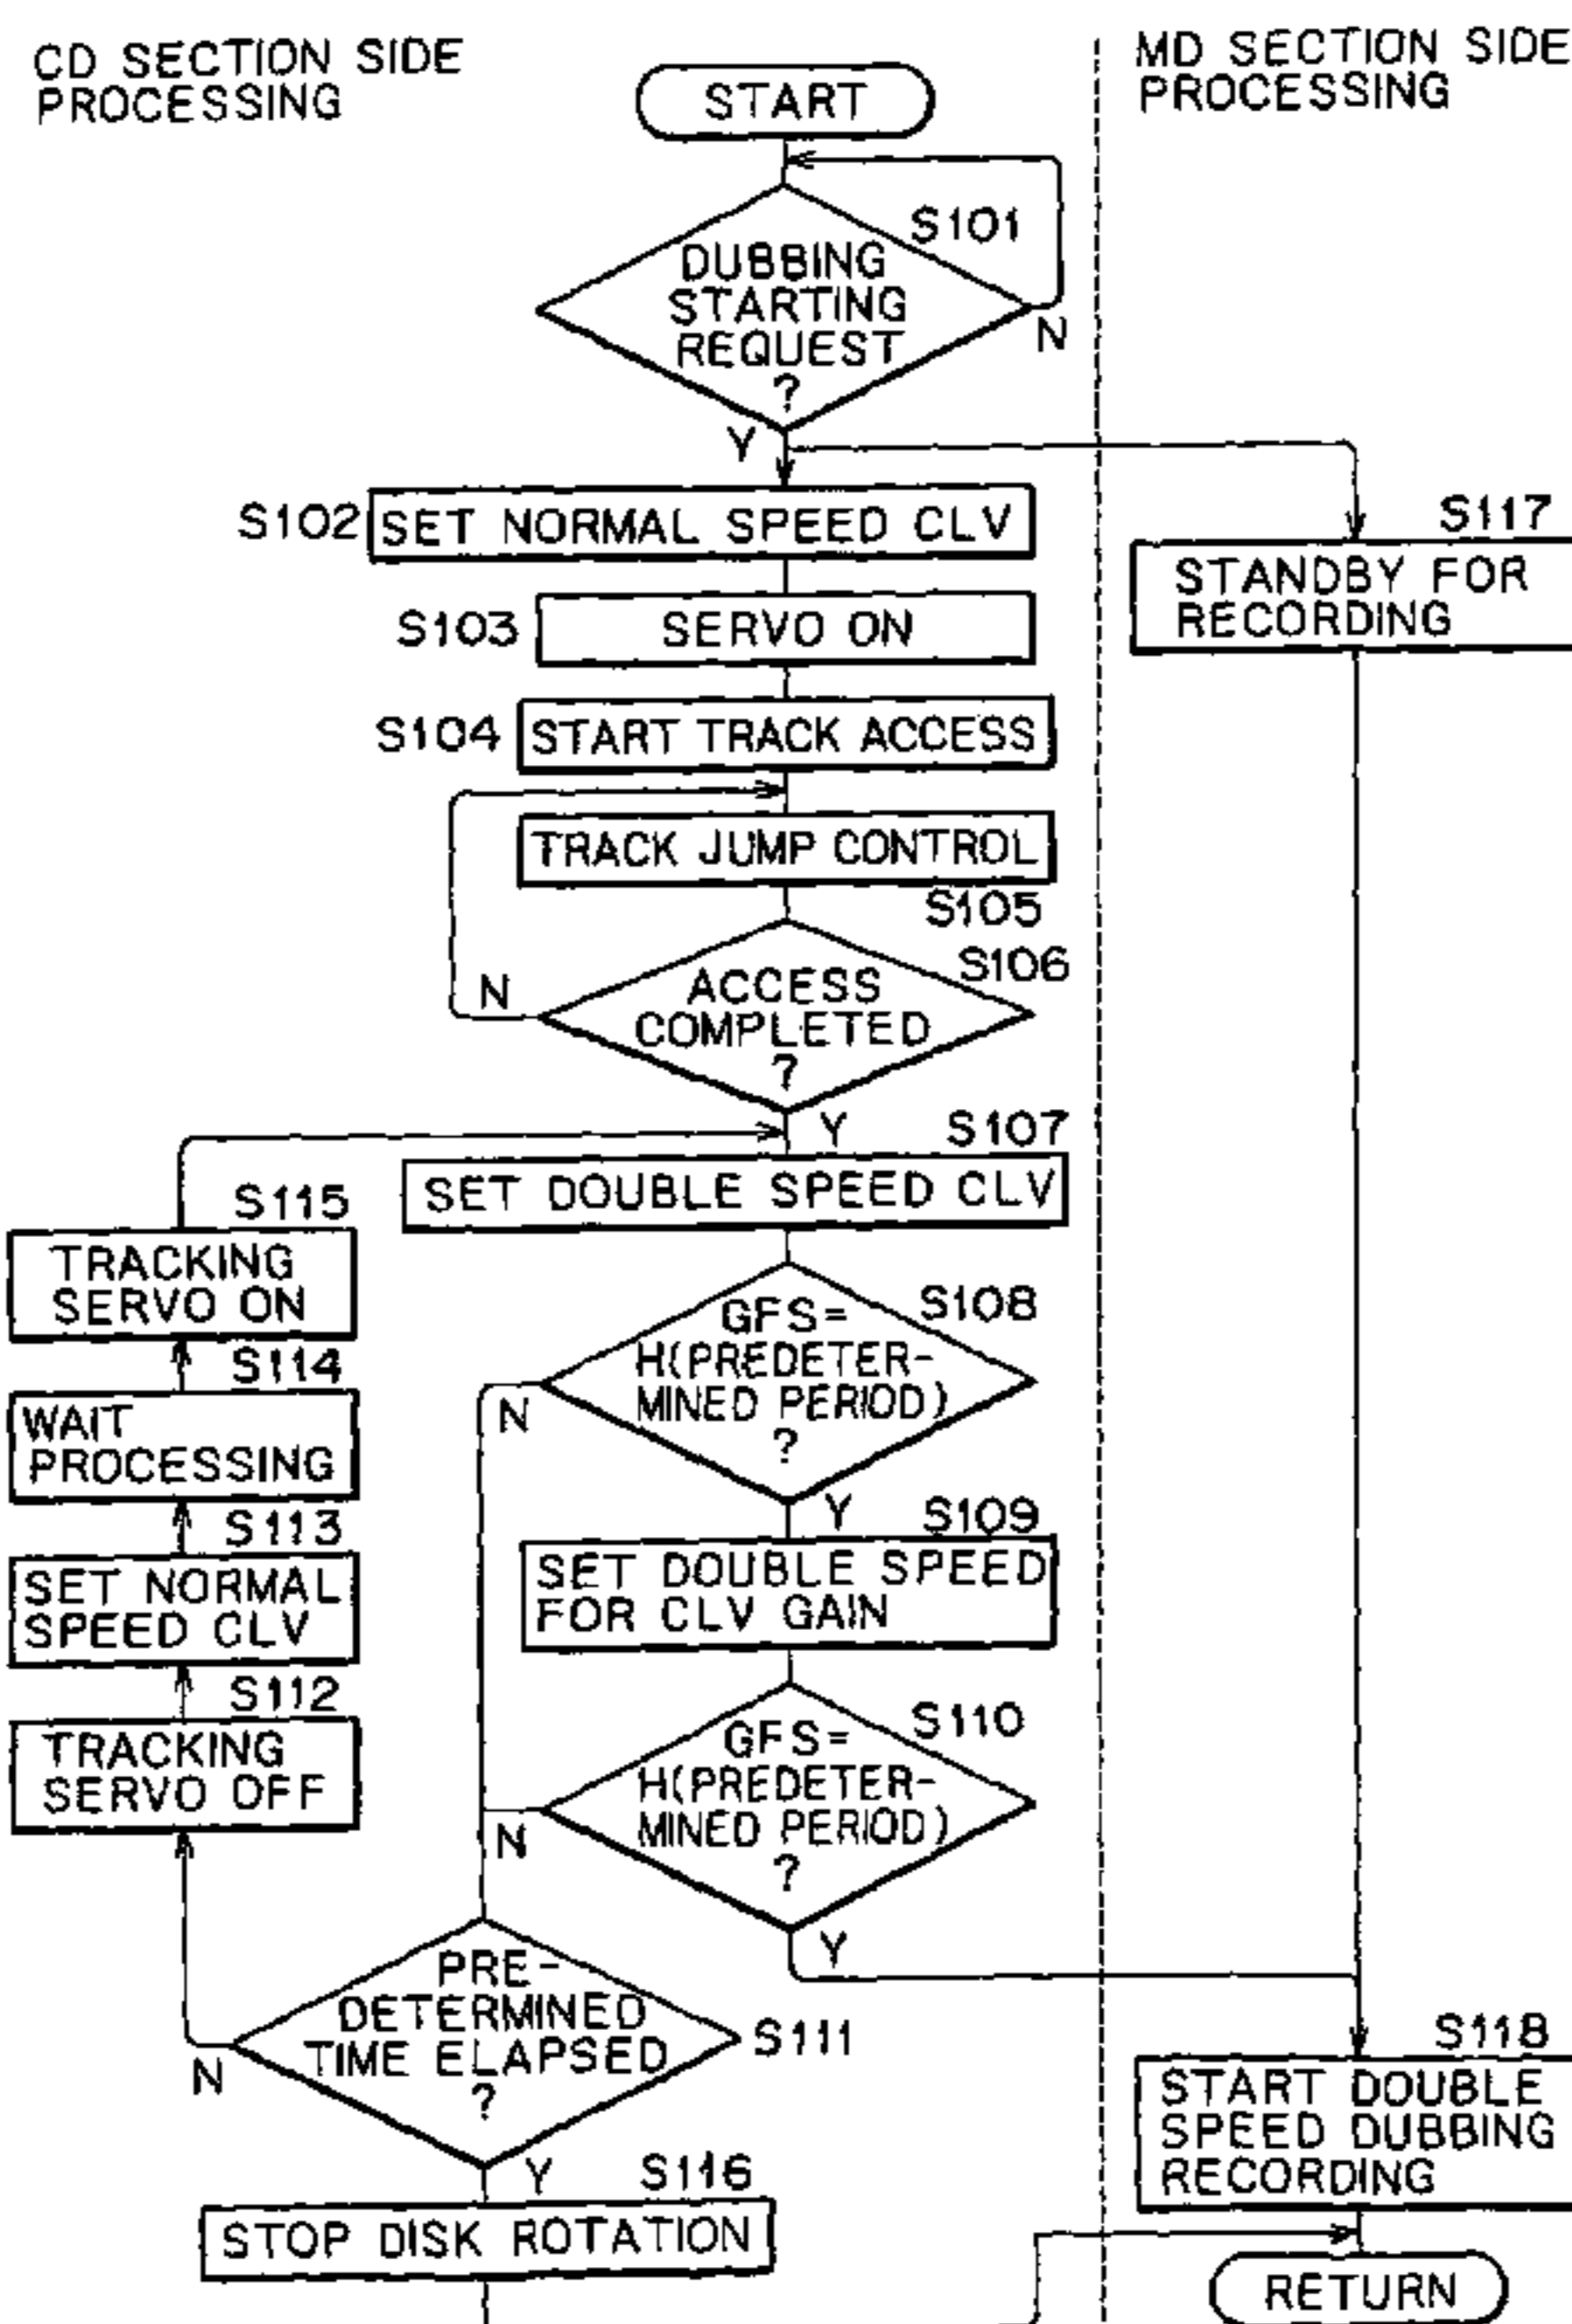 CD SECTION SIDE
PROCESSING
MD SECTION SIDE
PROCESSING
START
S101
DUBBING
STARTING
REQUEST
?
N
Y
S102
SET NORMAL SPEED CLV
S117
STANDBY FOR
RECORDING
S103
SERVO ON
S104
START TRACK ACCESS
TRACK JUMP CONTROL
S105
S106
ACCESS
COMPLETED
?
N
Y
S107
SET DOUBLE SPEED CLV
S115
TRACKING
SERVO ON
S108
GFS=
H(PREDETER-
MINED PERIOD)
?
N
Y
S114
WAIT
PROCESSING
S109
SET DOUBLE SPEED
FOR CLV GAIN
S113
SET NORMAL
SPEED CLV
S110
GFS=
H(PREDETER-
MINED PERIOD)
?
N
Y
S112
TRACKING
SERVO OFF
PRE-
DETERMINED
TIME ELAPSED
?
S111
N
Y
S118
START DOUBLE
SPEED DUBBING
RECORDING
S116
STOP DISK ROTATION
RETURN